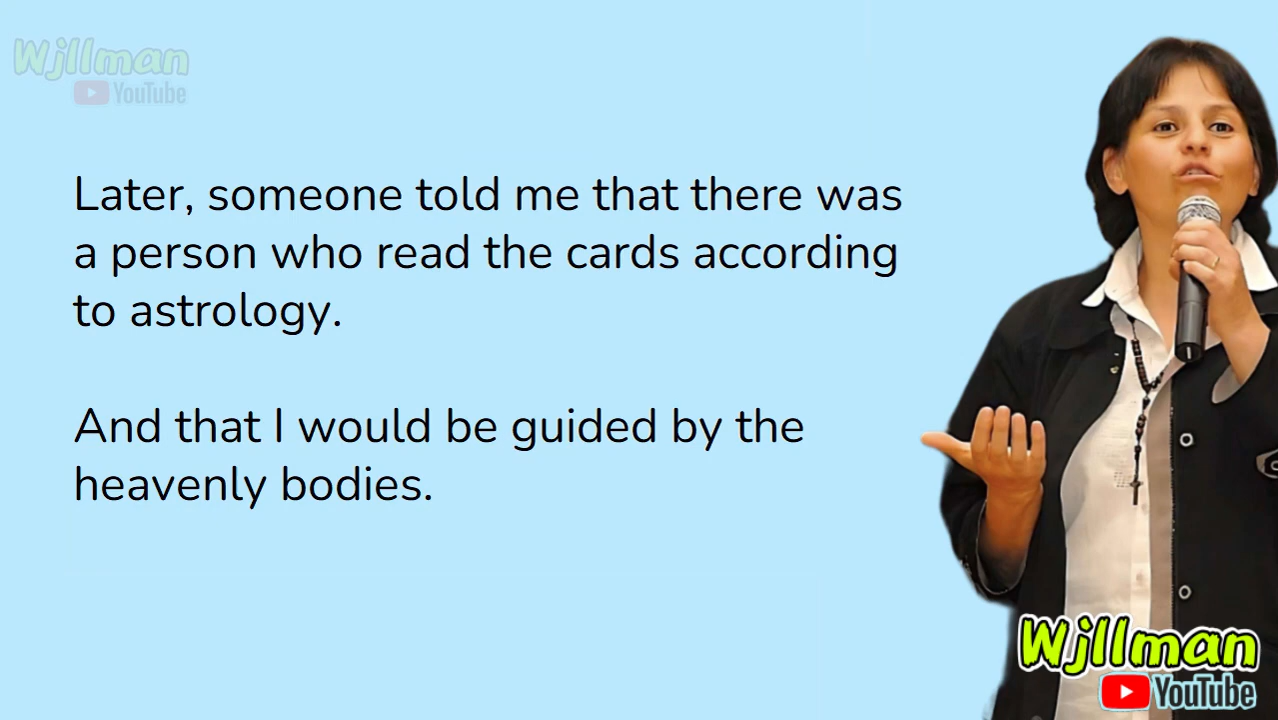 Wjllman
YouTube
Later, someone told me that there was
a person who read the cards according
to astrology.
And that I would be guided by the
heavenly bodies.
Wjllman
YouTube